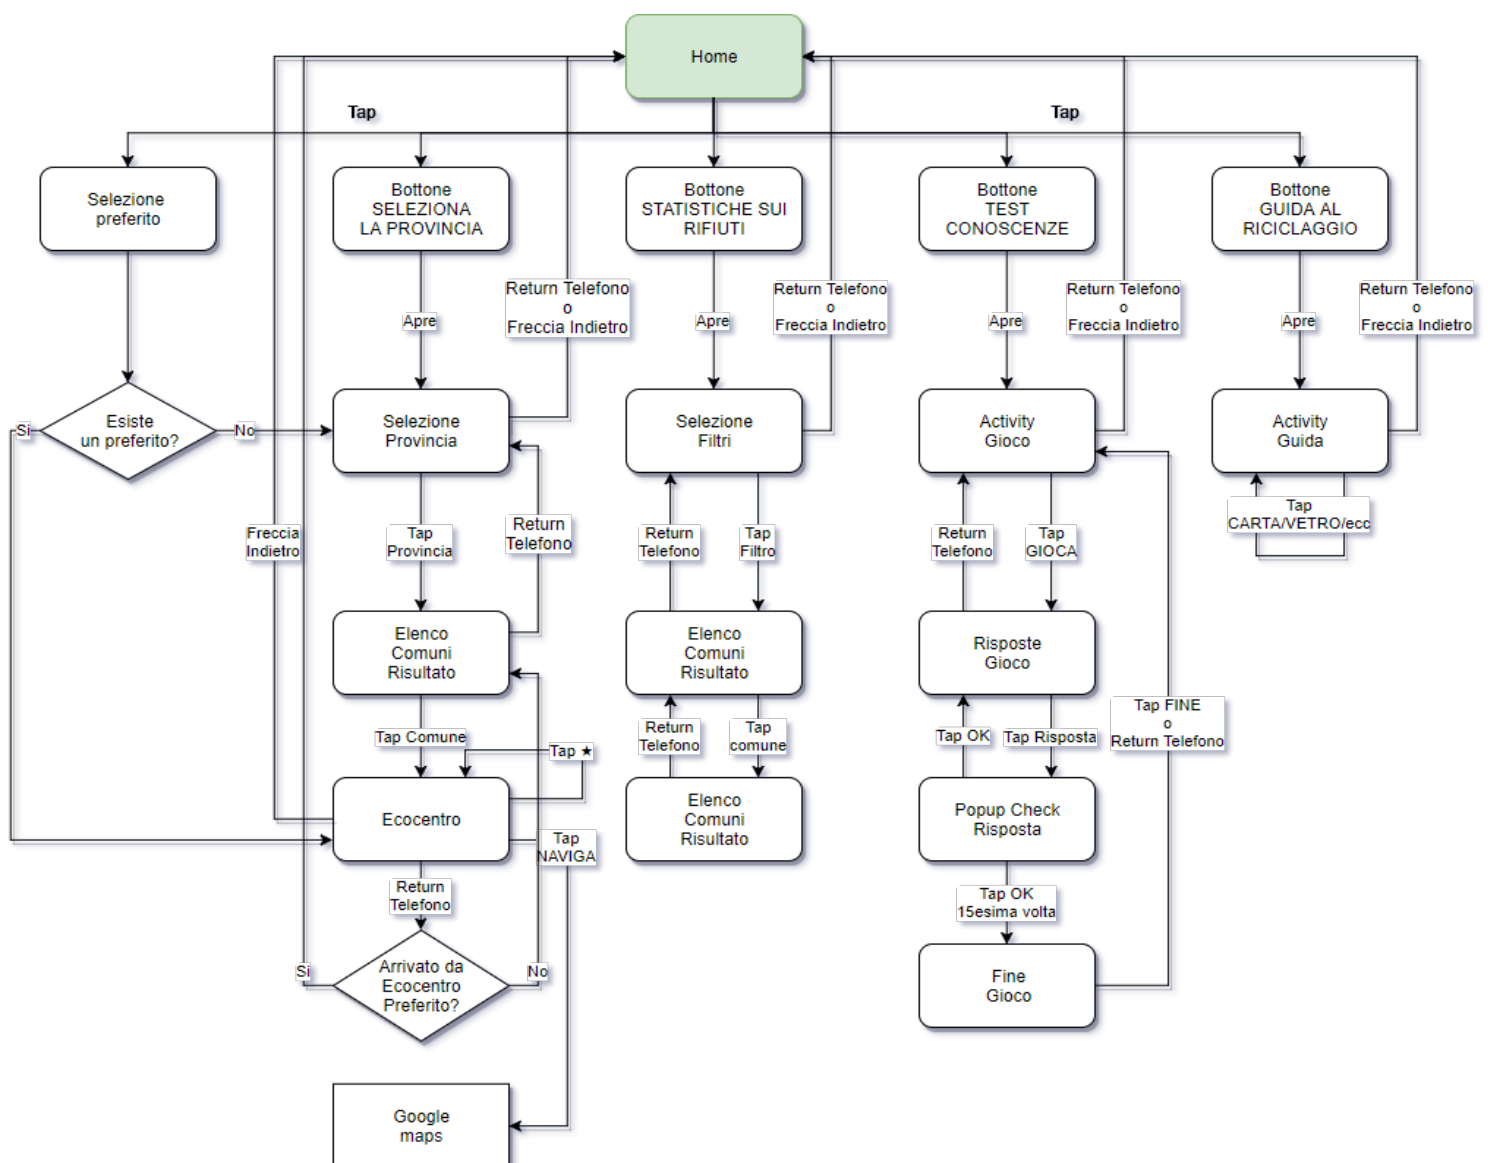 Home
Tap
Tap
Selezione
preferito
Bottone
SELEZIONA
LA PROVINCIA
Bottone
STATISTICHE SUI
RIFIUTI
Bottone
TEST
CONOSCENZE
Bottone
GUIDA AL
RICICLAGGIO
Apre
Return Telefono
o
Freccia Indietro
Apre
Return Telefono
o
Freccia Indietro
Apre
Return Telefono
o
Freccia Indietro
Apre
Return Telefono
o
Freccia Indietro
Si
Esiste
un preferito?
No
Selezione
Provincia
Selezione
Filtri
Activity
Gioco
Activity
Guida
Freccia
Indietro
Tap
Provincia
Return
Telefono
Return
Telefono
Tap
Filtro
Return
Telefono
Tap
GIOCA
Tap
CARTA/VETRO/ecc
Elenco
Comuni
Risultato
Elenco
Comuni
Risultato
Risposte
Gioco
Tap Comune
Tap ★
Return
Telefono
Tap
comune
Tap OK
Tap Risposta
Tap FINE
o
Return Telefono
Ecocentro
Tap
NAVIGA
Elenco
Comuni
Risultato
Popup Check
Risposta
Return
Telefono
Tap OK
15esima volta
Si
Arrivato da
Ecocentro
Preferito?
No
Fine
Gioco
Google
maps